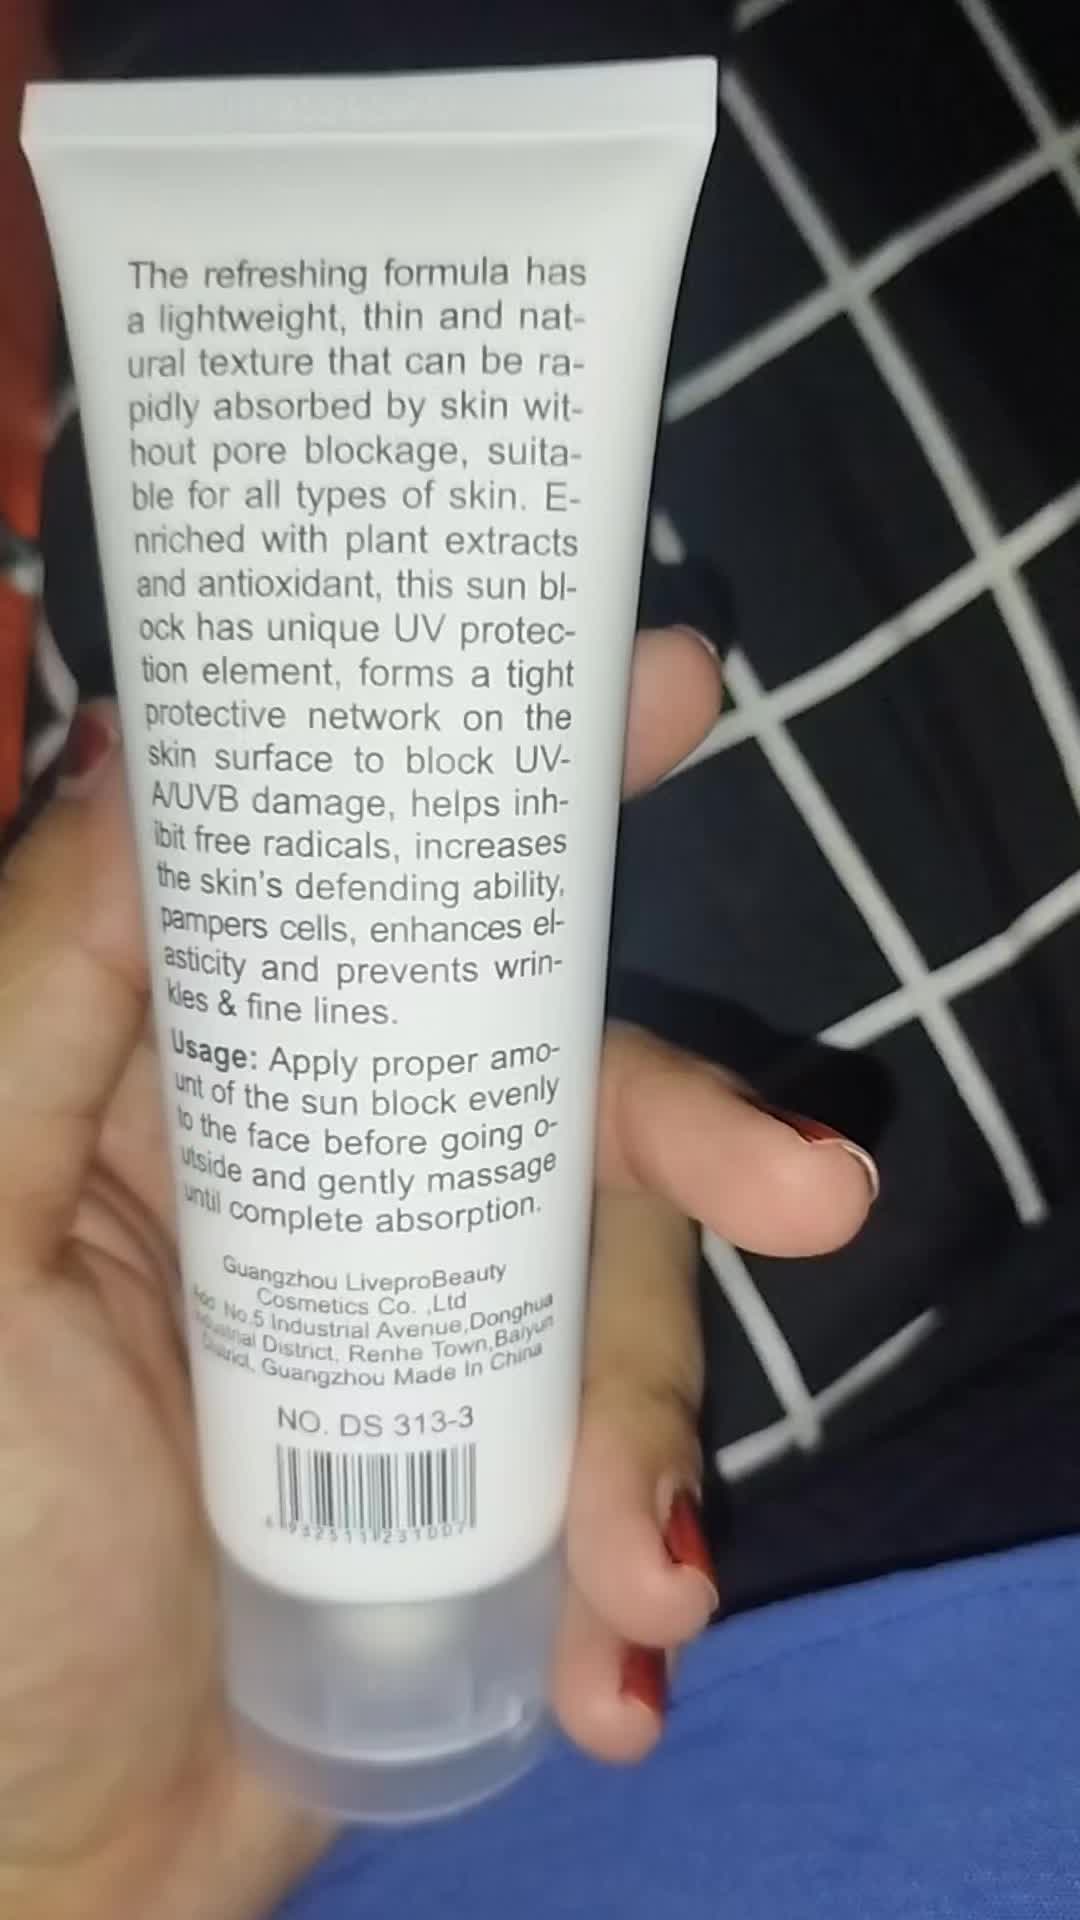 The refreshing formula has
a lightweight, thin and nat-
ural texture that can be ra-
pidly absorbed by skin wit-
hout pore blockage, suita-
ble for all types of skin. E-
nriched with plant extracts
and antioxidant, this sun bl-
ock has unique UV protec-
tion element, forms a tight
protective network on the
skin surface to block UV-
A/UVB damage, helps inh-
ibit free radicals, increases
the skin's defending ability,
pampers cells, enhances el-
asticity and prevents wrin-
kles & fine lines.
Usage: Apply proper amo-
unt of the sun block evenly
to the face before going o-
utside and gently massage
until complete absorption.
Guangzhou LiveproBeauty
Cosmetics Co. ,Ltd
No.5 Industrial Avenue,Donghua
Industrial District, Renhe Town,Baiyun
District, Guangzhou Made In China
NO. DS 313-3